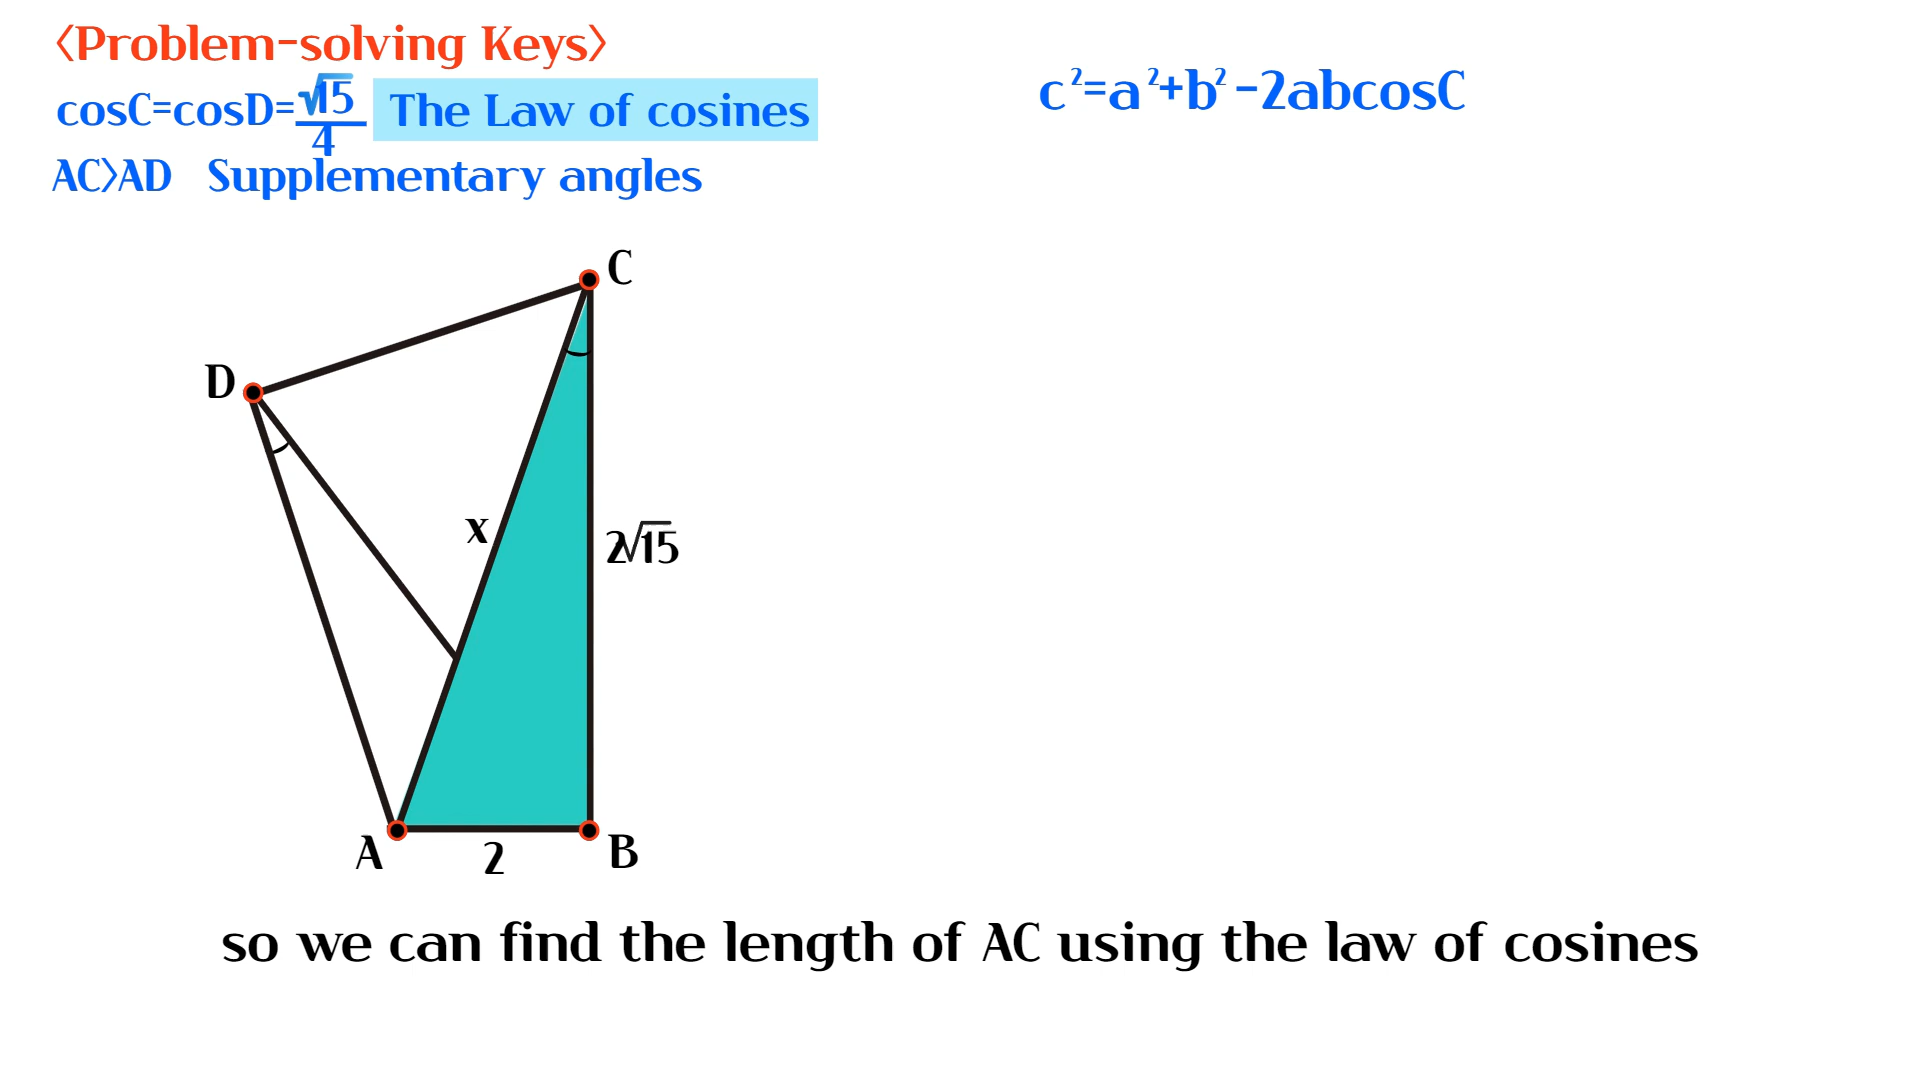 〈Problem-solving Keys〉
cosC=cosD=√15/4 The Law of cosines
AC〉AD Supplementary angles
c²=a²+b²-2abcosC
C
D
x
2√15
A
2
B
so we can find the length of AC using the law of cosines